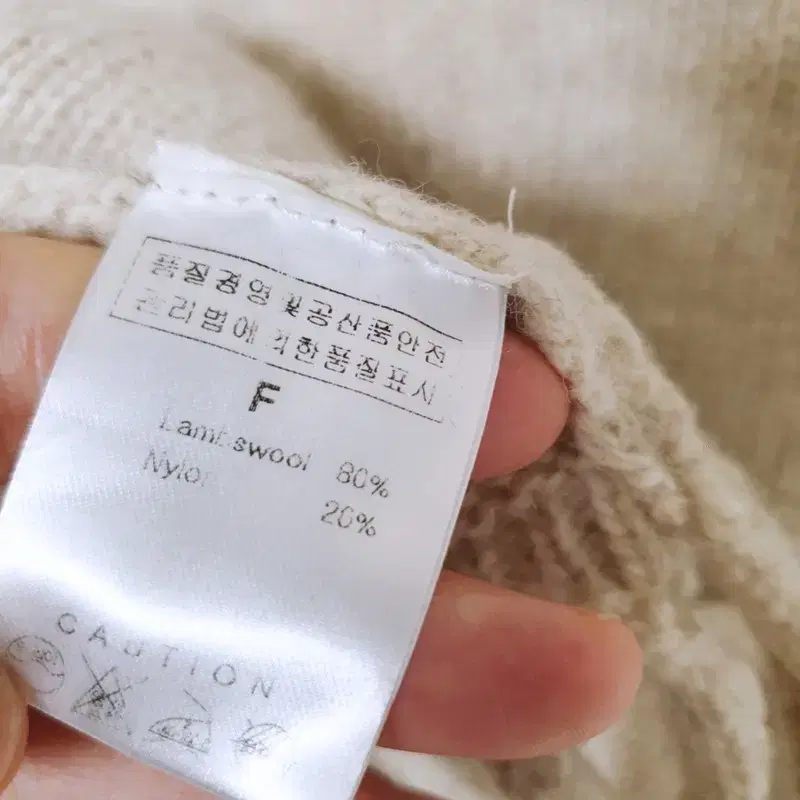 품질경영 및 공산품안전
관리법에 의한 품질표시
F
Lambswool 80%
Nylon 20%
CAUTION